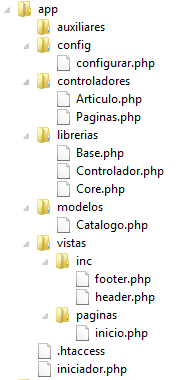 app
auxiliares
config
configurar.php
controladores
Articulo.php
Paginas.php
librerias
Base.php
Controlador.php
Core.php
modelos
Catalogo.php
vistas
inc
footer.php
header.php
paginas
inicio.php
.htaccess
iniciador.php